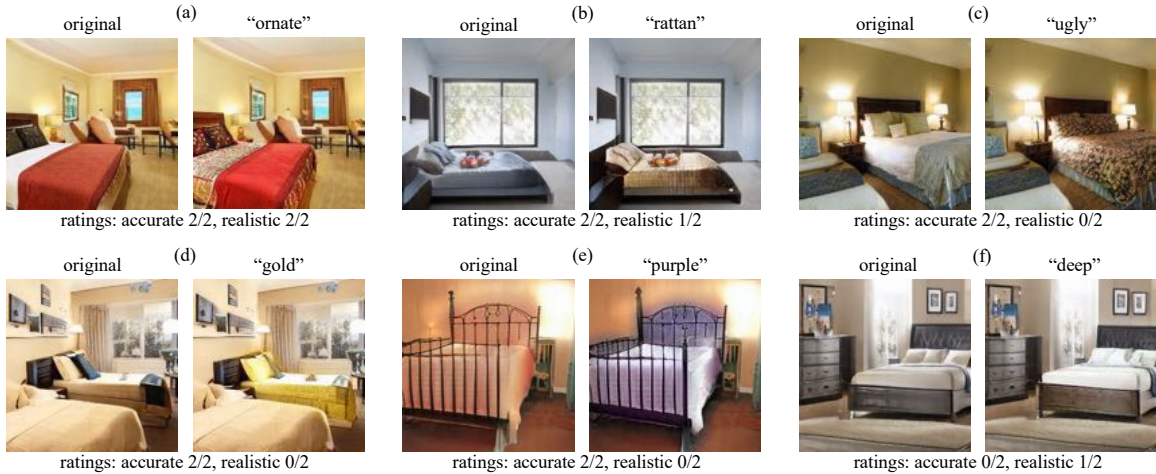 (a)
original “ornate”
ratings: accurate 2/2, realistic 2/2
(b)
original “rattan”
ratings: accurate 2/2, realistic 1/2
(c)
original “ugly”
ratings: accurate 2/2, realistic 0/2
(d)
original “gold”
ratings: accurate 2/2, realistic 0/2
(e)
original “purple”
ratings: accurate 2/2, realistic 0/2
(f)
original “deep”
ratings: accurate 0/2, realistic 1/2